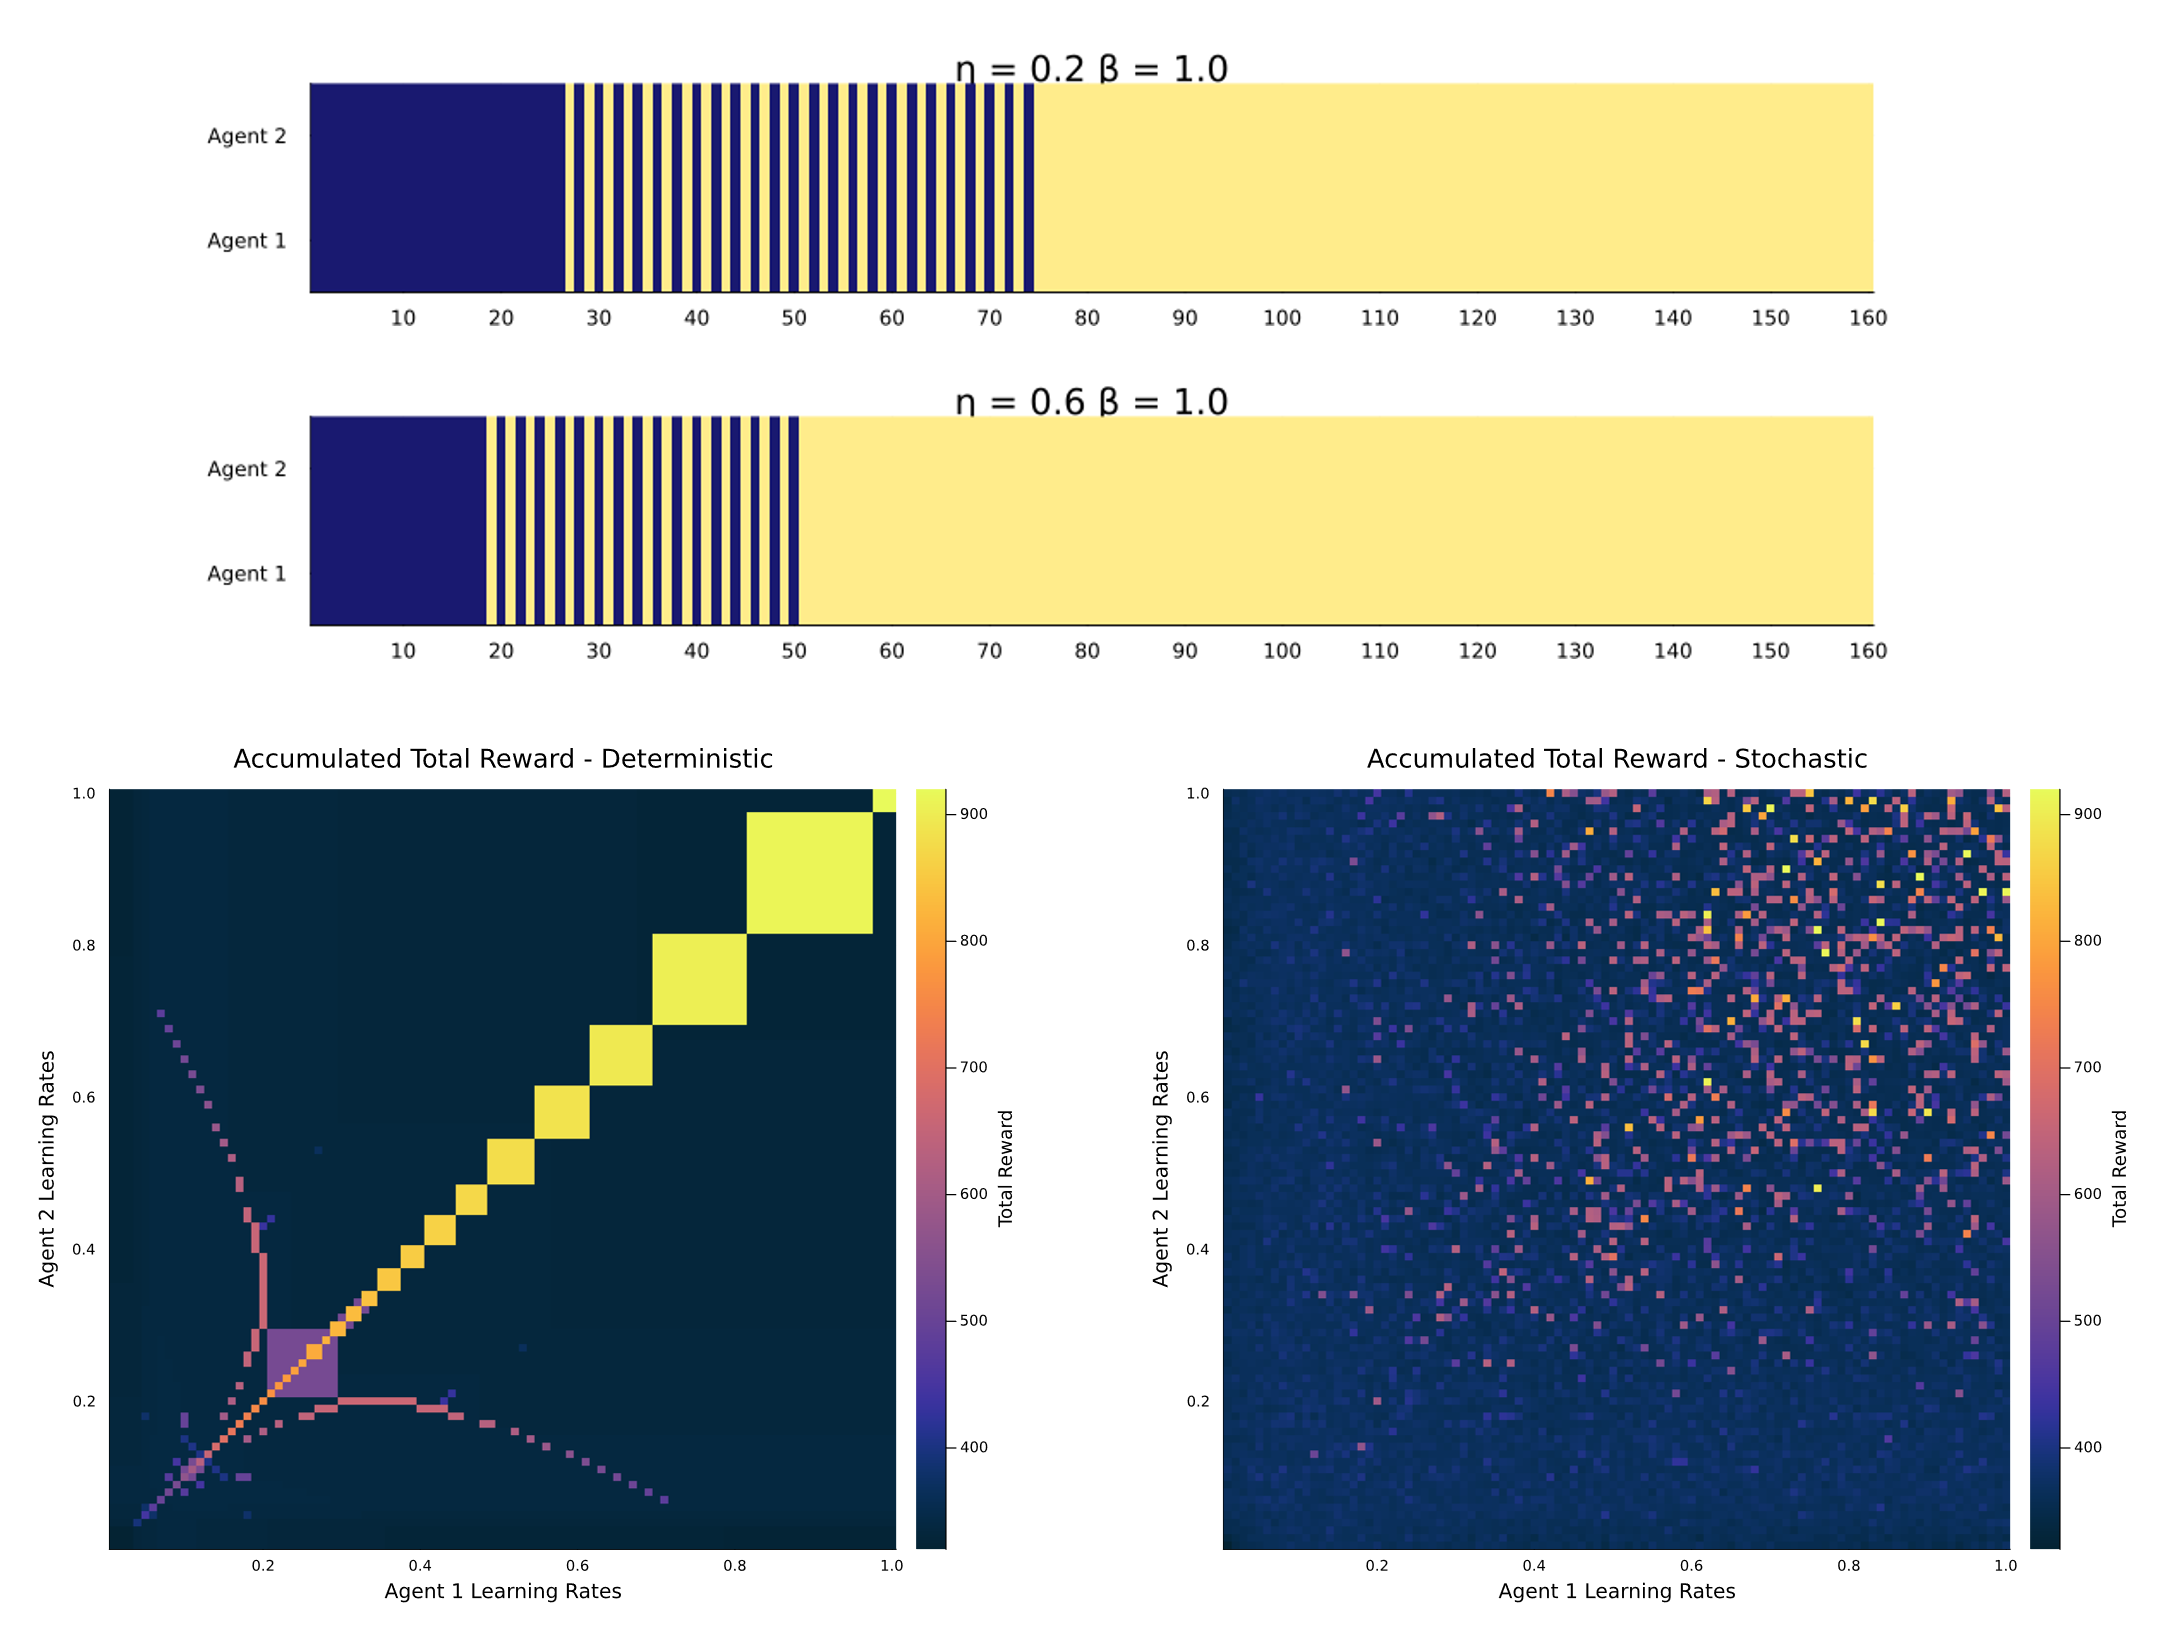 η = 0.2 β = 1.0
Agent 2
Agent 1
10 20 30 40 50 60 70 80 90 100 110 120 130 140 150 160
η = 0.6 β = 1.0
Agent 2
Agent 1
10 20 30 40 50 60 70 80 90 100 110 120 130 140 150 160
Accumulated Total Reward - Deterministic
1.0
0.8
0.6
0.4
0.2
Agent 2 Learning Rates
0.2 0.4 0.6 0.8 1.0
Agent 1 Learning Rates
900
800
700
600
500
400
Total Reward
Accumulated Total Reward - Stochastic
1.0
0.8
0.6
0.4
0.2
Agent 2 Learning Rates
0.2 0.4 0.6 0.8 1.0
Agent 1 Learning Rates
900
800
700
600
500
400
Total Reward